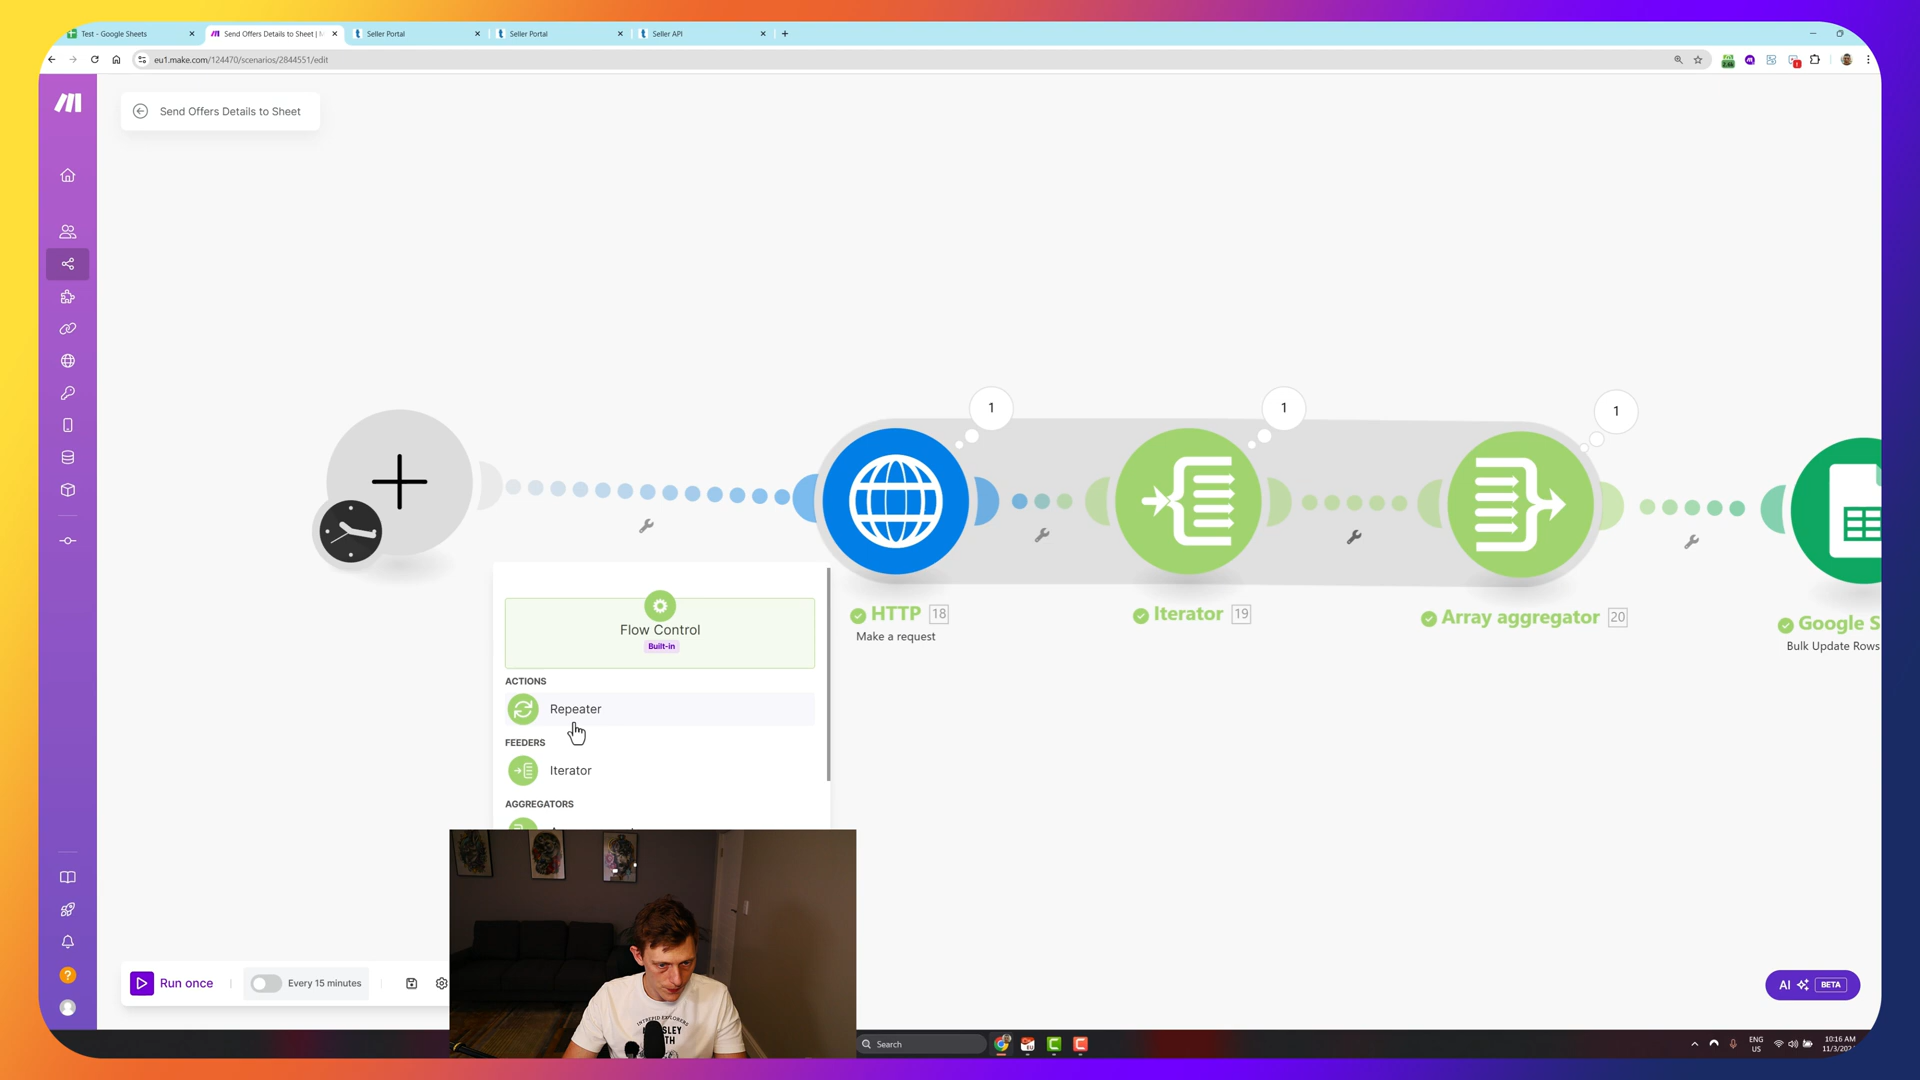 Test - Google Sheets
Send Offers Details to Sheet | M
Seller Portal
Seller Portal
Seller API
eu1.make.com/124470/scenarios/2844551/edit
Send Offers Details to Sheet
1
1
1
HTTP 18
Make a request
Iterator 19
Array aggregator 20
Google S
Bulk Update Rows
Flow Control
Built-in
ACTIONS
Repeater
FEEDERS
Iterator
AGGREGATORS
Run once
Every 15 minutes
AI BETA
INTREPID EXPLORERS
Search
ENG
US
10:16 AM